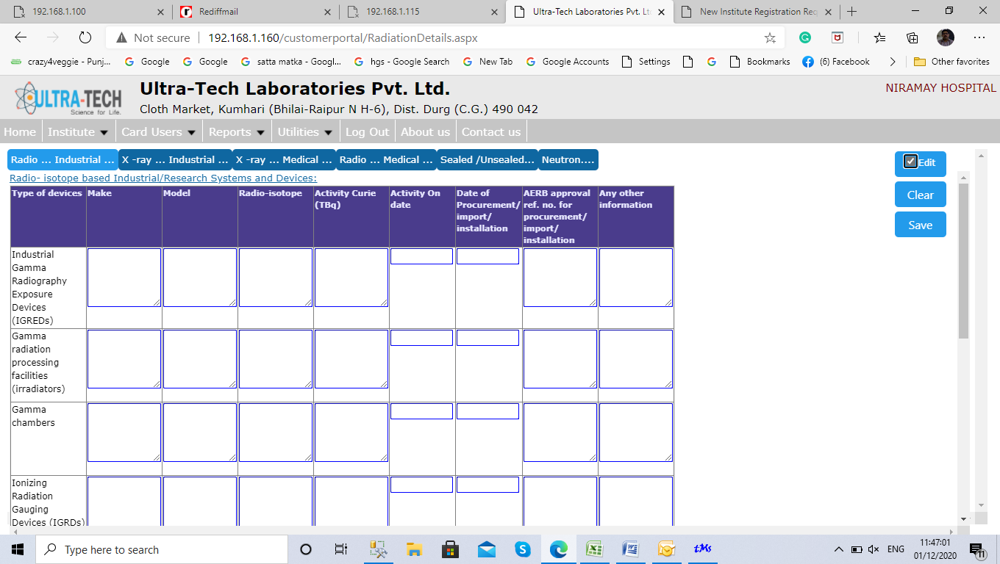 192.168.1.100
Rediffmail
192.168.1.115
Ultra-Tech Laboratories Pvt. Lt
New Institute Registration Req
Not secure 192.168.1.160/customerportal/RadiationDetails.aspx
crazy4veggie - Punj... Google Google satta matka - Googl... hgs - Google Search New Tab Google Accounts Settings Bookmarks (6) Facebook Other favorites
ULTRA-TECH
Science for Life.
Ultra-Tech Laboratories Pvt. Ltd.
Cloth Market, Kumhari (Bhilai-Raipur N H-6), Dist. Durg (C.G.) 490 042
NIRAMAY HOSPITAL
Home Institute Card Users Reports Utilities Log Out About us Contact us
Radio ... Industrial ... X -ray ... Industrial ... X -ray ... Medical ... Radio ... Medical ... Sealed /Unsealed... Neutron....
Edit
Clear
Save
Radio- isotope based Industrial/Research Systems and Devices:
Type of devices
Make
Model
Radio-isotope
Activity Curie
(TBq)
Activity On
date
Date of
Procurement/
import/
installation
AERB approval
ref. no. for
procurement/
import/
installation
Any other
information
Industrial
Gamma
Radiography
Exposure
Devices
(IGREDs)
Gamma
radiation
processing
facilities
(irradiators)
Gamma
chambers
Ionizing
Radiation
Gauging
Devices (IGRDs)
Type here to search
tMs
ENG
11:47:01
01/12/2020
11